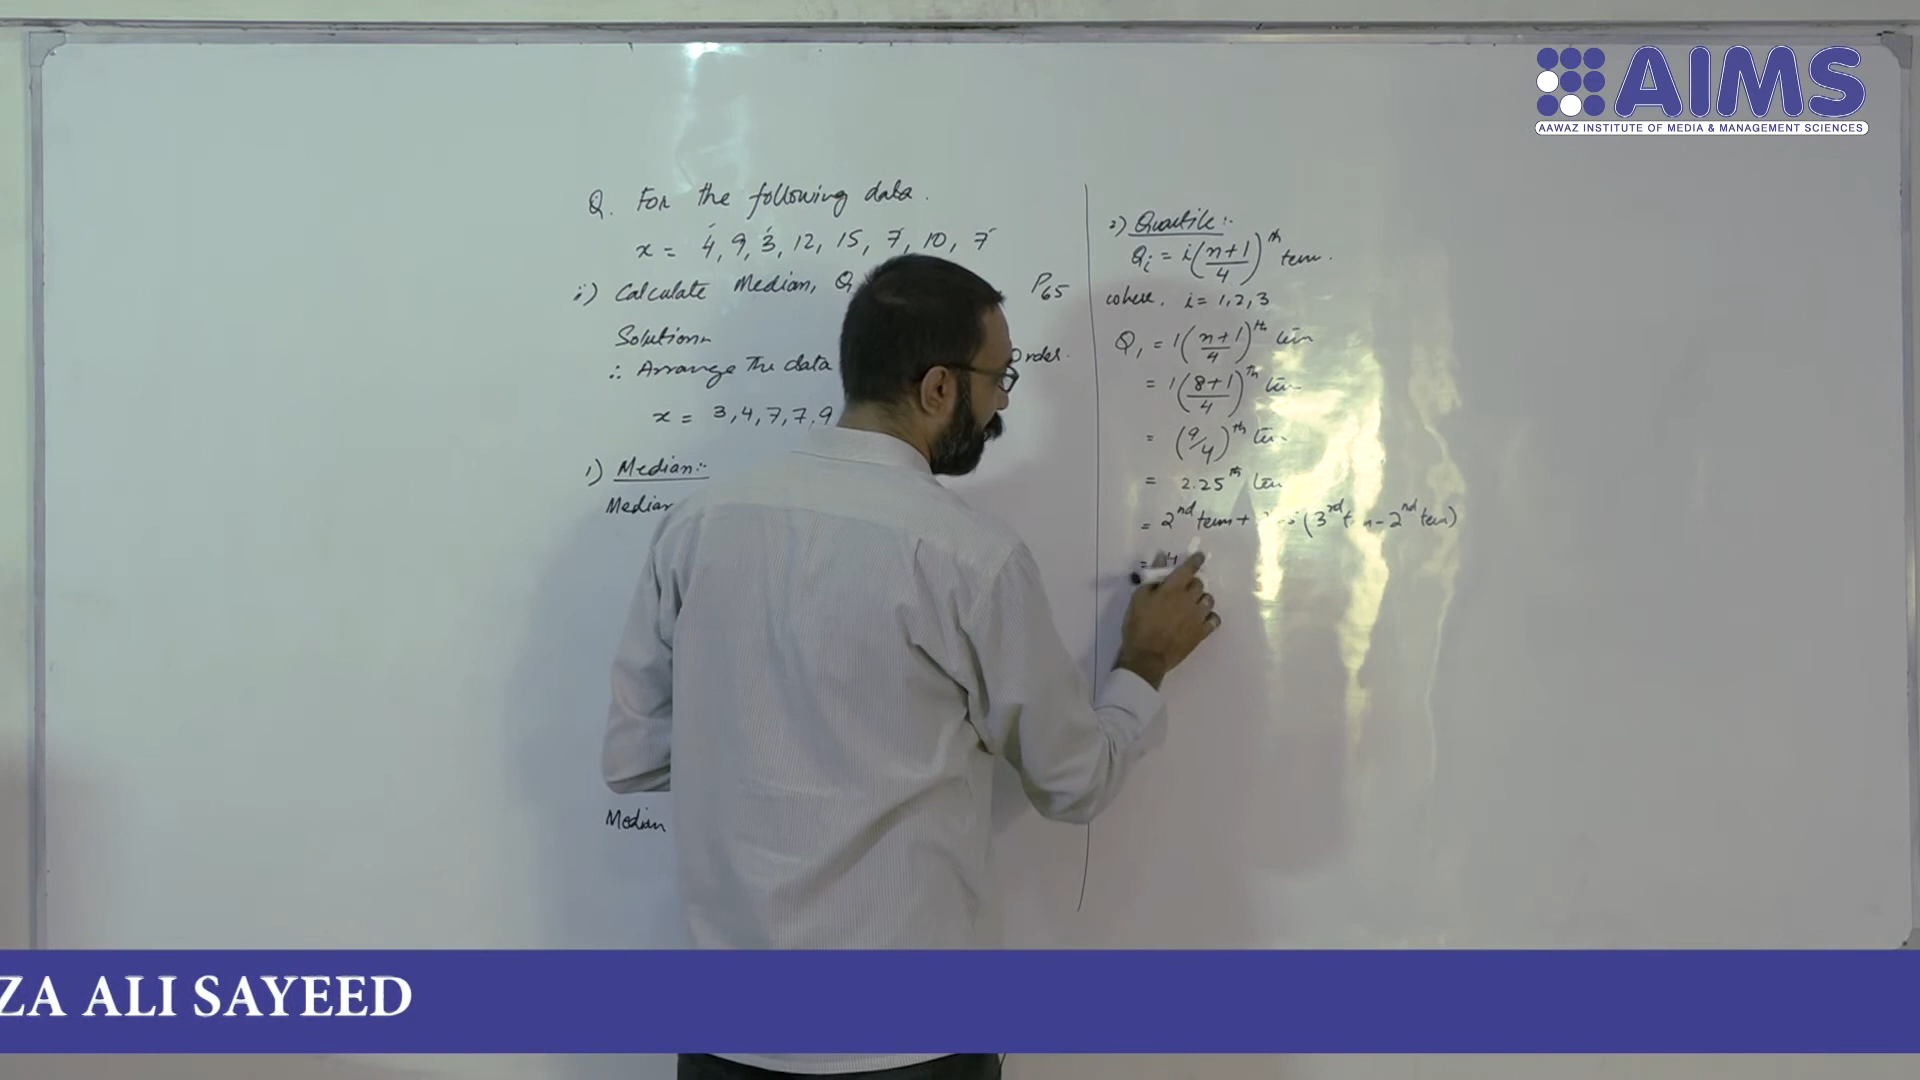 AIMS
AAWAZ INSTITUTE OF MEDIA & MANAGEMENT SCIENCES
Q. For the following data.
x = 4, 9, 3, 12, 15, 7, 10, 7
i) Calculate Median, Q P65
Solution
∴ Arrange the data Order.
x = 3, 4, 7, 7, 9
1) Median:-
Median
Median
2) Quartile:-
Qi = i(n+1/4)th term.
where, i = 1, 2, 3
Q1 = 1(n+1/4)th term
= 1(8+1/4)th term
= (9/4)th term
= 2.25th term
= 2nd term + (3rd t - 2nd term)
= 4
ZA ALI SAYEED